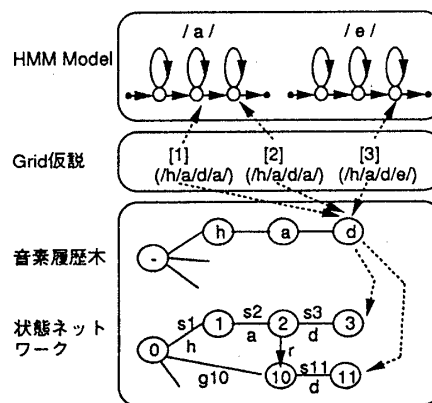 / a /
/ e /
HMM Model
Grid仮説
[1]
[2]
[3]
(/h/a/d/a/)
(/h/a/d/a/)
(/h/a/d/e/)
音素履歴木
-
h
a
d
状態ネット
ワーク
s1
s2
s3
0
1
2
3
h
a
d
r
g10
s11
10
d
11